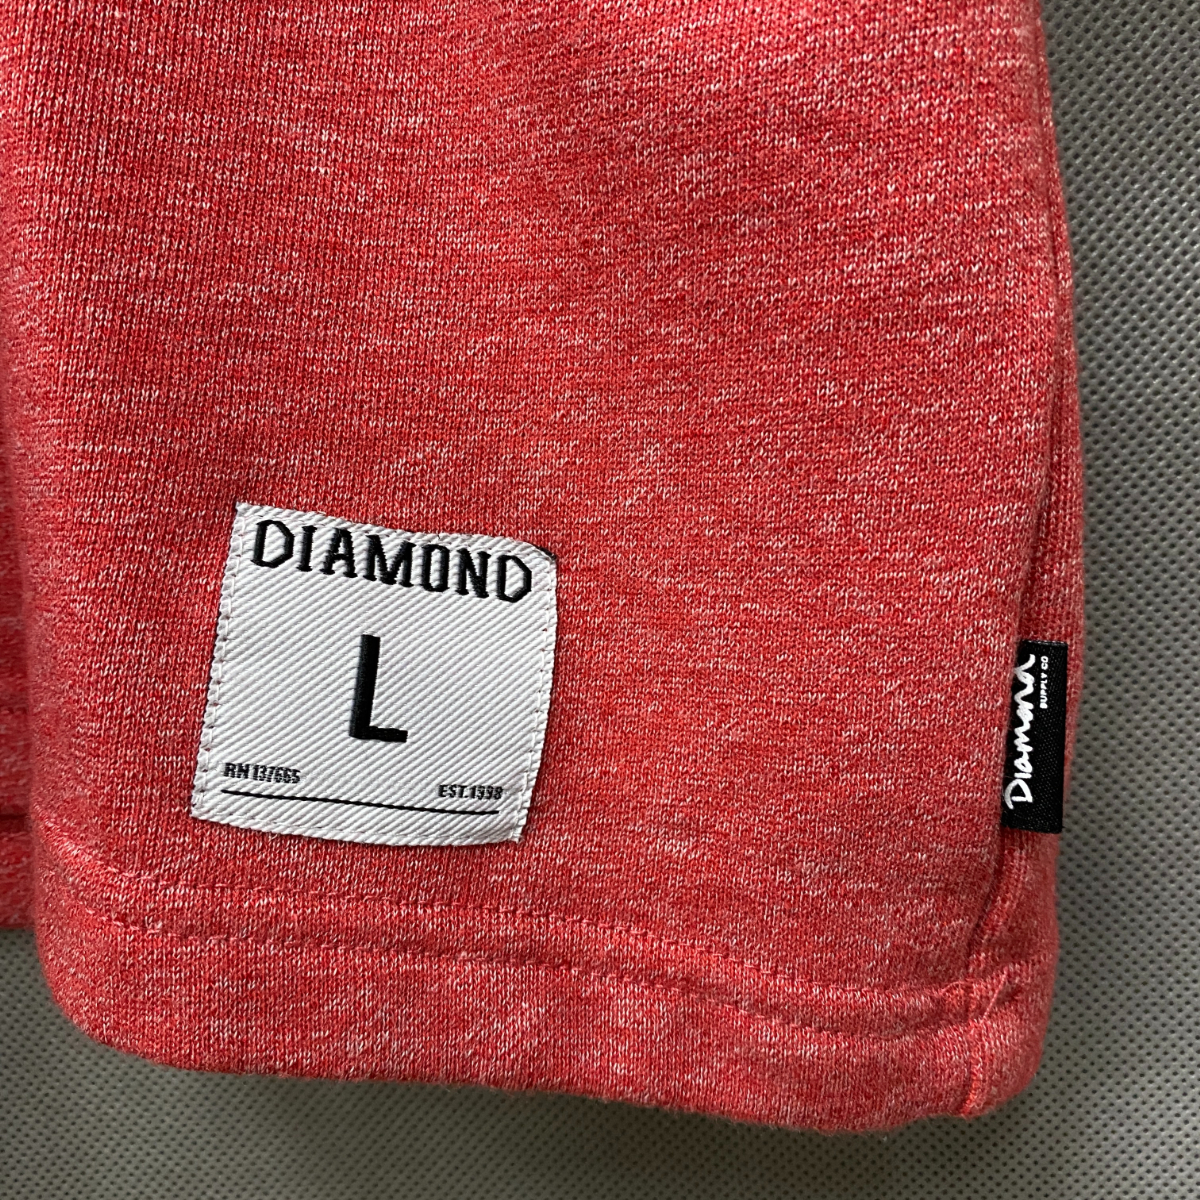 DIAMOND
L
RN 137665
EST.1998
Diamond
SUPPLY CO